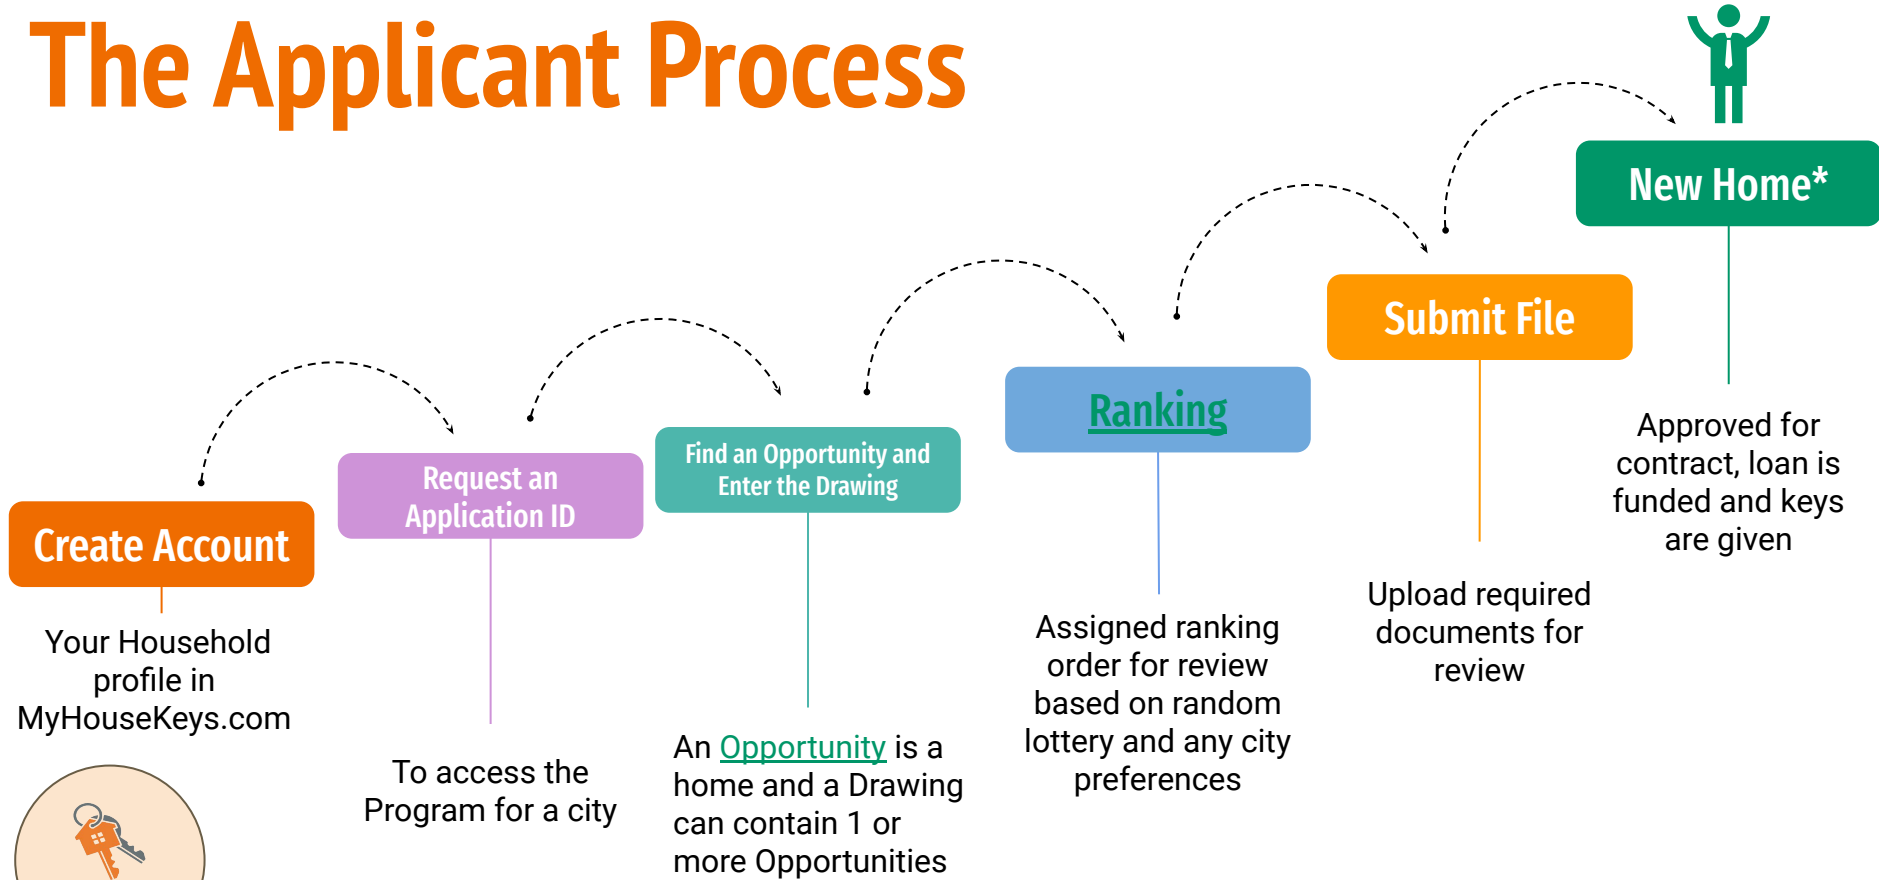 The Applicant Process
Create Account
Your Household
profile in
MyHouseKeys.com
Request an
Application ID
To access the
Program for a city
Find an Opportunity and
Enter the Drawing
An Opportunity is a
home and a Drawing
can contain 1 or
more Opportunities
Ranking
Assigned ranking
order for review
based on random
lottery and any city
preferences
Submit File
Upload required
documents for
review
New Home*
Approved for
contract, loan is
funded and keys
are given